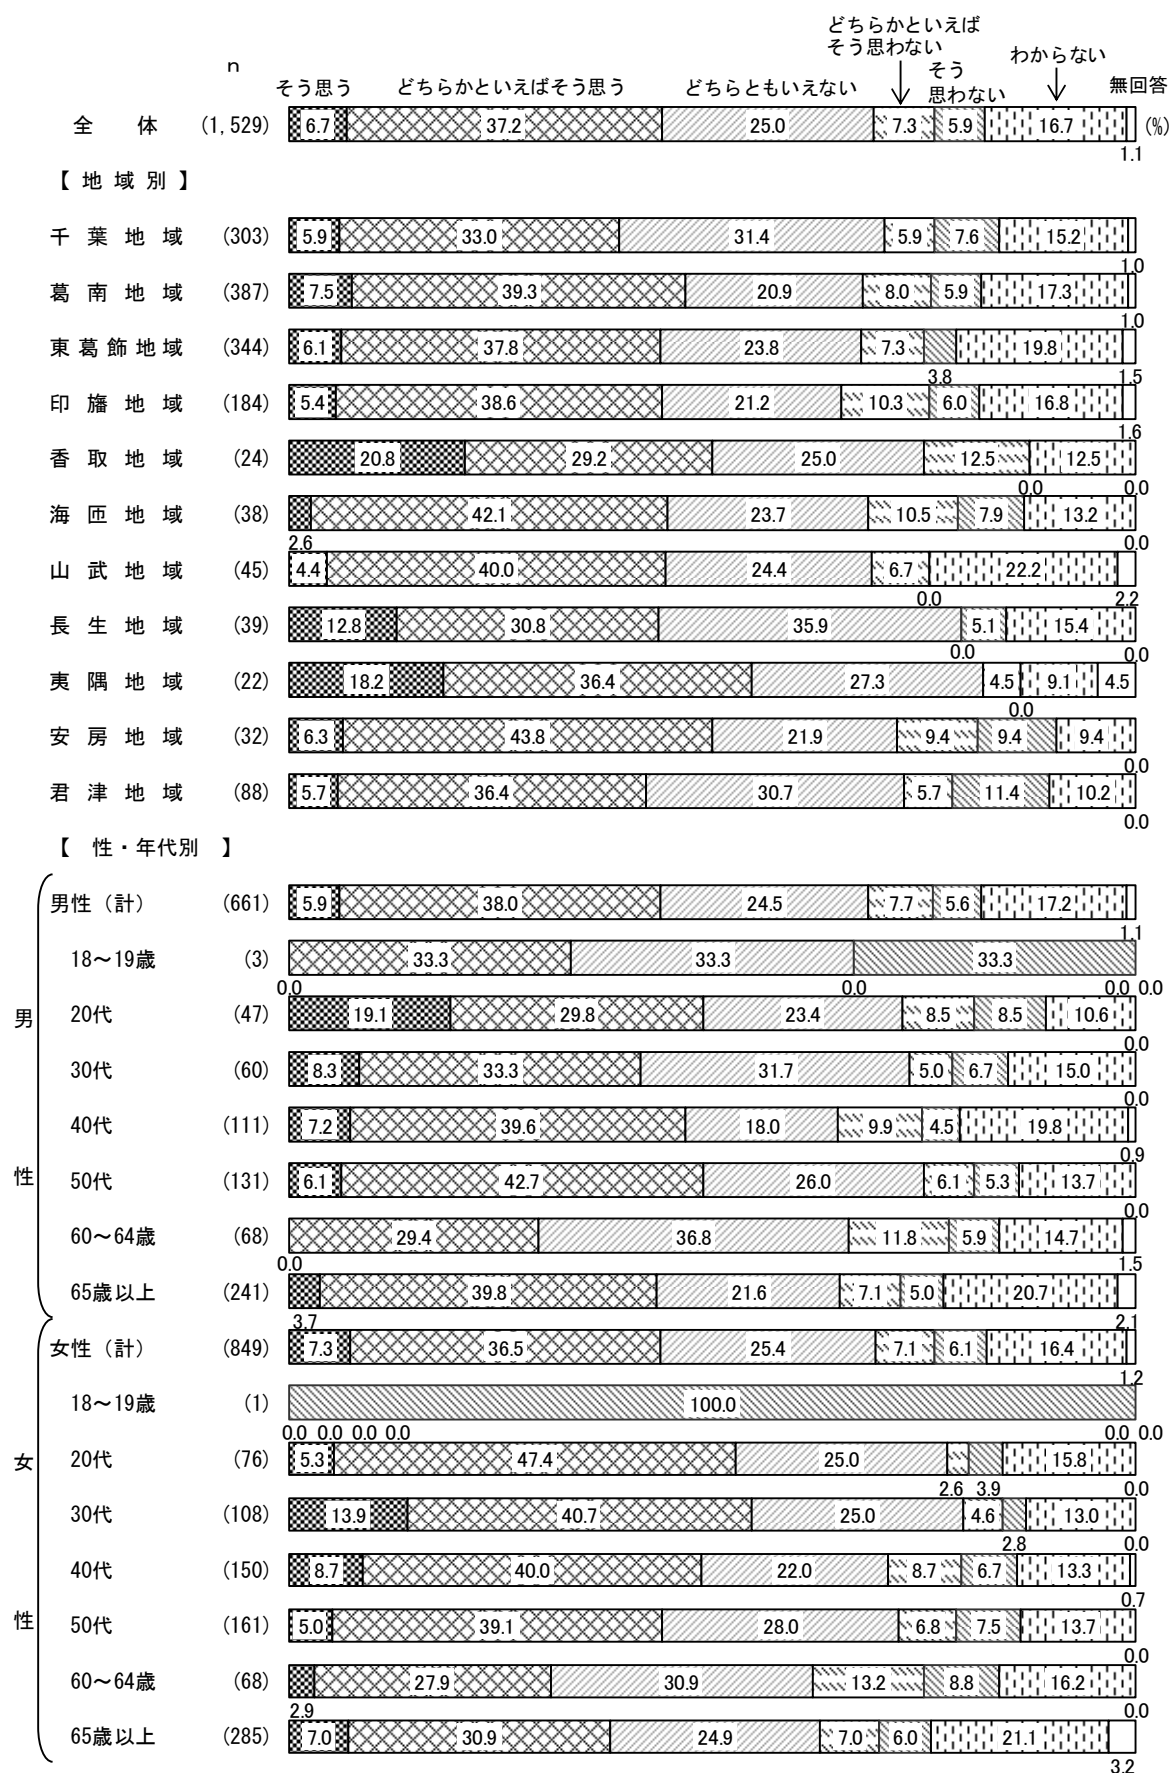 どちらかといえば
そう思わない
そう
思わない
わからない
n
そう思う どちらかといえばそう思う どちらともいえない 無回答
全 体 (1,529) 6.7 37.2 25.0 7.3 5.9 16.7 (%)
1.1
【 地 域 別 】
千 葉 地 域 (303) 5.9 33.0 31.4 5.9 7.6 15.2
1.0
葛 南 地 域 (387) 7.5 39.3 20.9 8.0 5.9 17.3
1.0
東 葛 飾 地 域 (344) 6.1 37.8 23.8 7.3 19.8
3.8 1.5
印 旛 地 域 (184) 5.4 38.6 21.2 10.3 6.0 16.8
1.6
香 取 地 域 (24) 20.8 29.2 25.0 12.5 12.5
0.0 0.0
海 匝 地 域 (38) 42.1 23.7 10.5 7.9 13.2
2.6 0.0
山 武 地 域 (45) 4.4 40.0 24.4 6.7 22.2
0.0 2.2
長 生 地 域 (39) 12.8 30.8 35.9 5.1 15.4
0.0 0.0
夷 隅 地 域 (22) 18.2 36.4 27.3 4.5 9.1 4.5
0.0
安 房 地 域 (32) 6.3 43.8 21.9 9.4 9.4 9.4
0.0
君 津 地 域 (88) 5.7 36.4 30.7 5.7 11.4 10.2
0.0
【 性・年代別 】
男性（計） (661) 5.9 38.0 24.5 7.7 5.6 17.2
1.1
18～19歳 (3) 33.3 33.3 33.3
0.0 0.0 0.0 0.0
男
20代 (47) 19.1 29.8 23.4 8.5 8.5 10.6
0.0
30代 (60) 8.3 33.3 31.7 5.0 6.7 15.0
0.0
40代 (111) 7.2 39.6 18.0 9.9 4.5 19.8
0.9
性
50代 (131) 6.1 42.7 26.0 6.1 5.3 13.7
0.0
60～64歳 (68) 29.4 36.8 11.8 5.9 14.7
0.0 1.5
65歳以上 (241) 39.8 21.6 7.1 5.0 20.7
3.7 2.1
女性（計） (849) 7.3 36.5 25.4 7.1 6.1 16.4
1.2
18～19歳 (1) 100.0
0.0 0.0 0.0 0.0 0.0 0.0
女
20代 (76) 5.3 47.4 25.0 15.8
2.6 3.9 0.0
30代 (108) 13.9 40.7 25.0 4.6 13.0
2.8 0.0
40代 (150) 8.7 40.0 22.0 8.7 6.7 13.3
0.7
性
50代 (161) 5.0 39.1 28.0 6.8 7.5 13.7
0.0
60～64歳 (68) 27.9 30.9 13.2 8.8 16.2
2.9 0.0
65歳以上 (285) 7.0 30.9 24.9 7.0 6.0 21.1
3.2